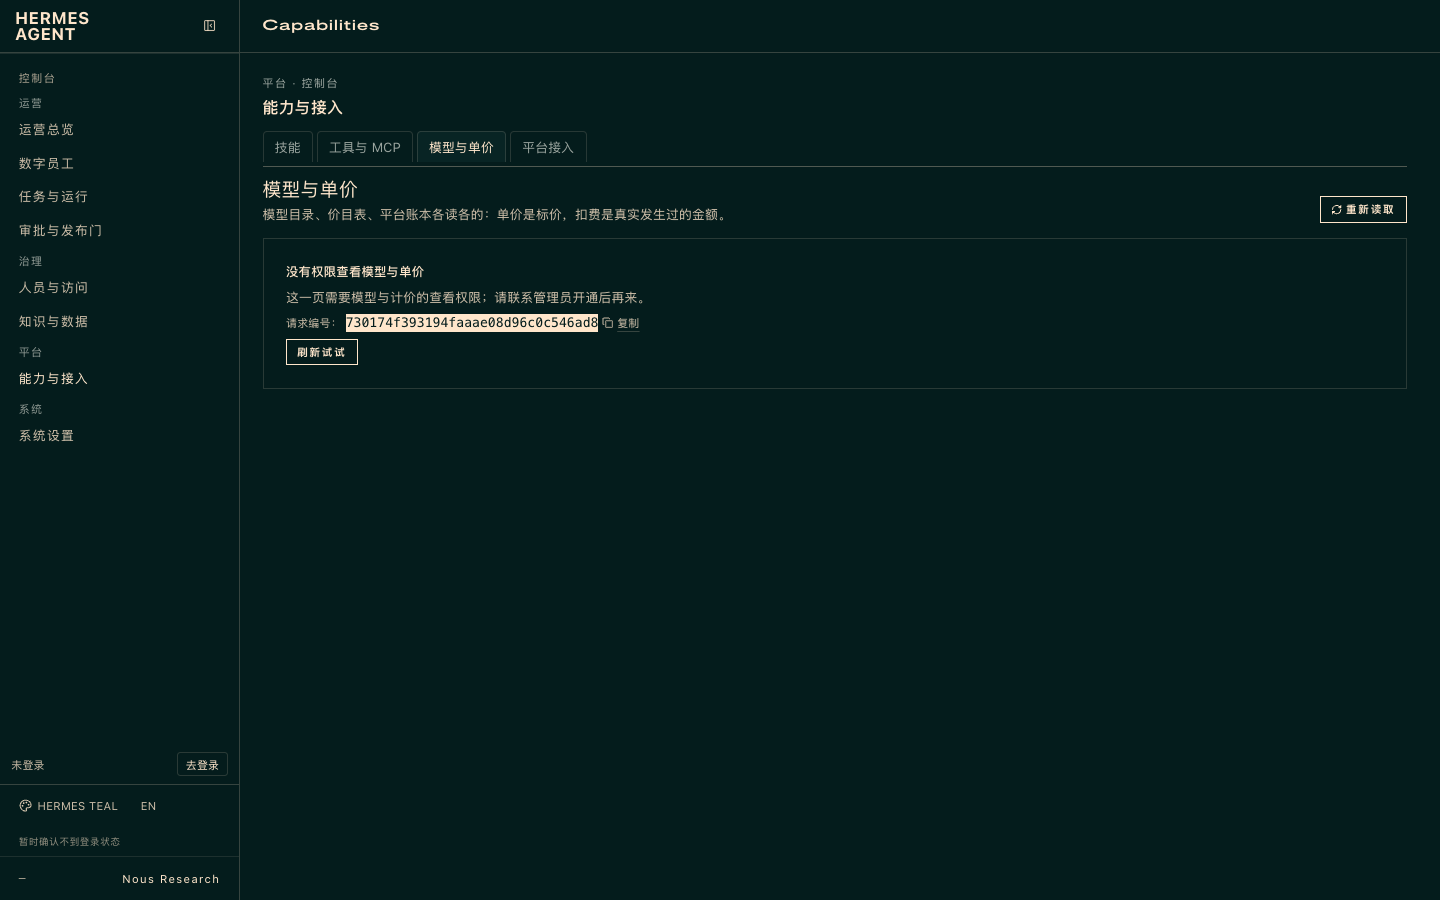 HERMES
AGENT
控制台
运营
运营总览
数字员工
任务与运行
审批与发布门
治理
人员与访问
知识与数据
平台
能力与接入
系统
系统设置
未登录
去登录
HERMES TEAL
EN
暂时确认不到登录状态
—
Nous Research
Capabilities
平台 · 控制台
能力与接入
技能
工具与 MCP
模型与单价
平台接入
模型与单价
模型目录、价目表、平台账本各读各的：单价是标价，扣费是真实发生过的金额。
重新读取
没有权限查看模型与单价
这一页需要模型与计价的查看权限；请联系管理员开通后再来。
请求编号： 730174f393194faaae08d96c0c546ad8 复制
刷新试试